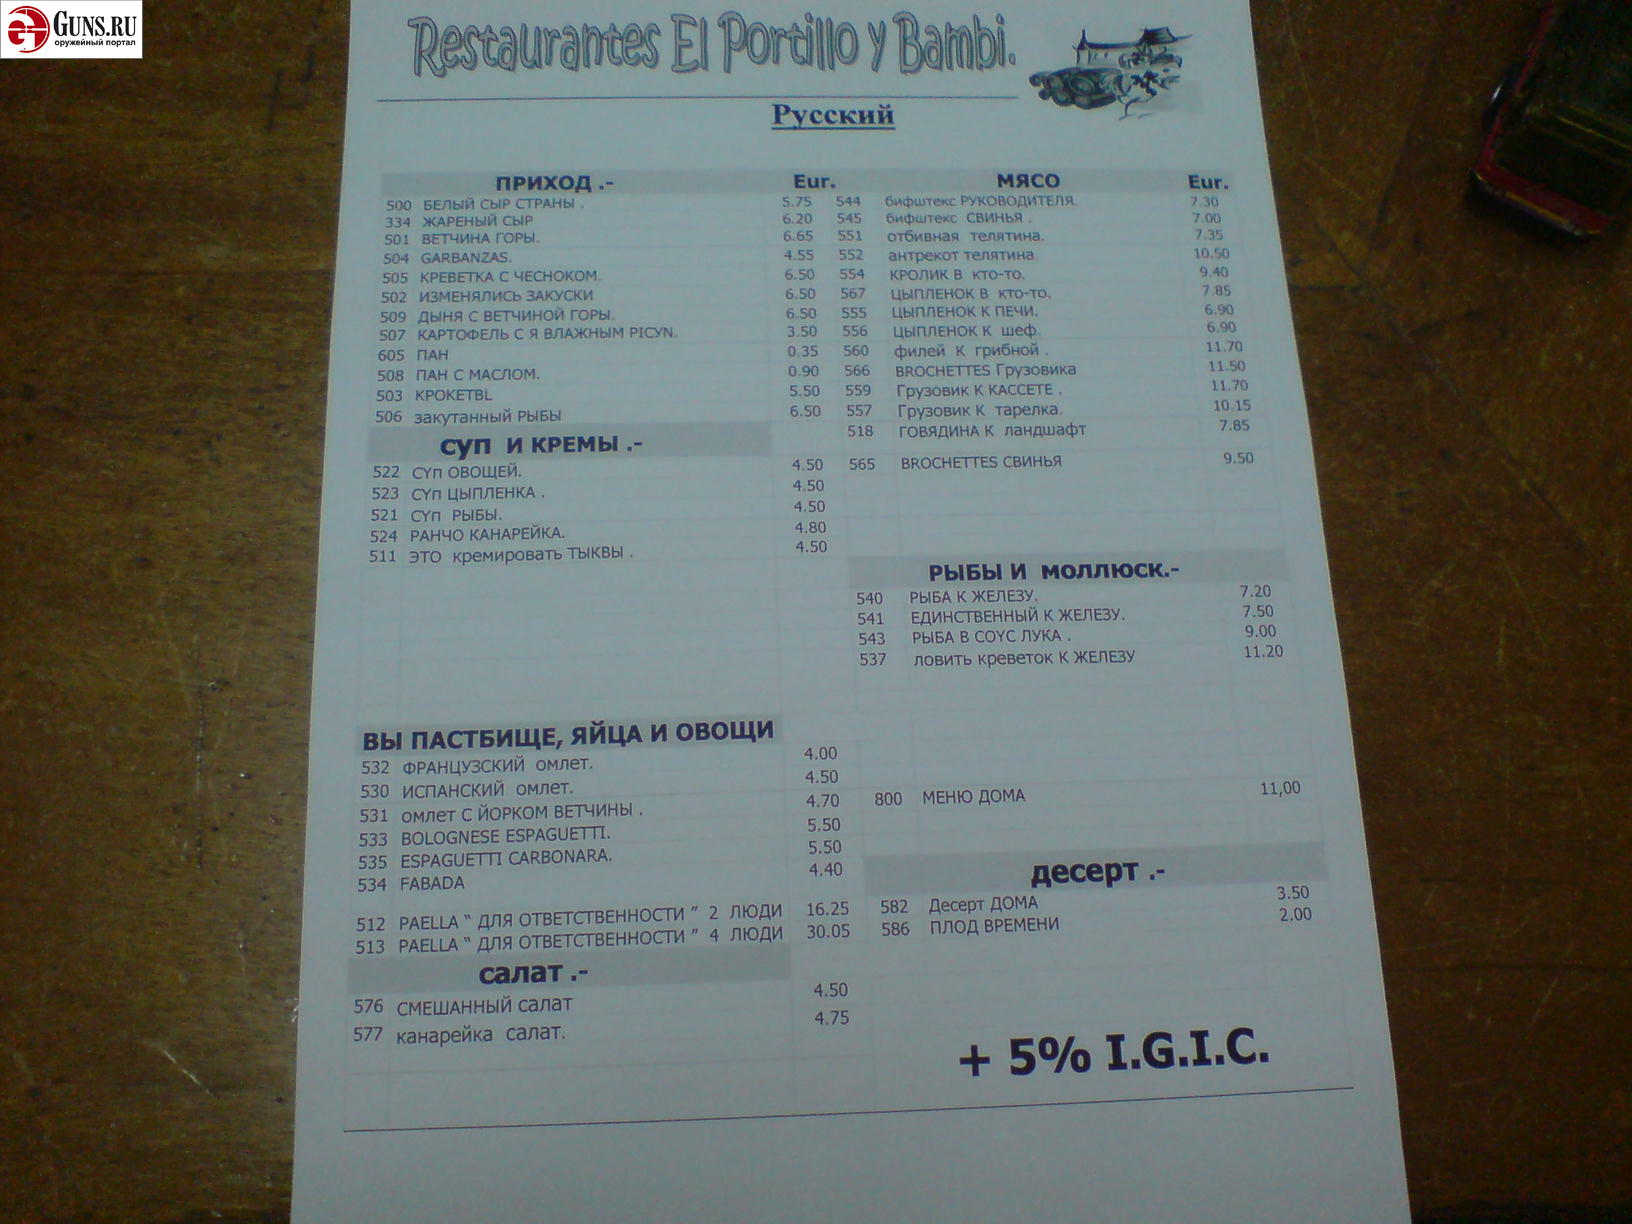 GUNS.RU
оружейный портал
Restaurantes El Portillo y Bambi.
Русский
ПРИХОД .- Eur.
500 БЕЛЫЙ СЫР СТРАНЫ . 5.75
334 ЖАРЕНЫЙ СЫР 6.20
501 ВЕТЧИНА ГОРЫ. 6.65
504 GARBANZAS. 4.55
505 КРЕВЕТКА С ЧЕСНОКОМ. 6.50
502 ИЗМЕНЯЛИСЬ ЗАКУСКИ 6.50
509 ДЫНЯ С ВЕТЧИНОЙ ГОРЫ. 6.50
507 КАРТОФЕЛЬ С Я ВЛАЖНЫМ PICYN. 3.50
605 ПАН 0.35
508 ПАН С МАСЛОМ. 0.90
503 КРОКЕТBL 5.50
506 закутанный РЫБЫ 6.50
суп И КРЕМЫ .-
522 СYп ОВОЩЕЙ. 4.50
523 СYп ЦЫПЛЕНКА . 4.50
521 СYп РЫБЫ. 4.50
524 РАНЧО КАНАРЕЙКА. 4.80
511 ЭТО кремировать ТЫКВЫ . 4.50
ВЫ ПАСТБИЩЕ, ЯЙЦА И ОВОЩИ
532 ФРАНЦУЗСКИЙ омлет. 4.00
530 ИСПАНСКИЙ омлет. 4.50
531 омлет С ЙОРКОМ ВЕТЧИНЫ . 4.70
533 BOLOGNESE ESPAGUETTI. 5.50
535 ESPAGUETTI CARBONARA. 5.50
534 FABADA 4.40
512 PAELLA “ ДЛЯ ОТВЕТСТВЕННОСТИ ” 2 ЛЮДИ 16.25
513 PAELLA “ ДЛЯ ОТВЕТСТВЕННОСТИ ” 4 ЛЮДИ 30.05
салат .-
576 СМЕШАННЫЙ салат 4.50
577 канарейка салат. 4.75
МЯСО Eur.
544 бифштекс РУКОВОДИТЕЛЯ. 7.30
545 бифштекс СВИНЬЯ . 7.00
551 отбивная телятина. 7.35
552 антрекот телятина 10.50
554 КРОЛИК В кто-то. 9.40
567 ЦЫПЛЕНОК В кто-то. 7.85
555 ЦЫПЛЕНОК К ПЕЧИ. 6.90
556 ЦЫПЛЕНОК К шеф. 6.90
560 филей К грибной . 11.70
566 BROCHETTES Грузовика 11.50
559 Грузовик К КАССЕТЕ . 11.70
557 Грузовик К тарелка. 10.15
518 ГОВЯДИНА К ландшафт 7.85
565 BROCHETTES СВИНЬЯ 9.50
РЫБЫ И моллюск.-
540 РЫБА К ЖЕЛЕЗУ. 7.20
541 ЕДИНСТВЕННЫЙ К ЖЕЛЕЗУ. 7.50
543 РЫБА В СОYС ЛУКА . 9.00
537 ловить креветок К ЖЕЛЕЗУ 11.20
800 МЕНЮ ДОМА 11,00
десерт .-
582 Десерт ДОМА 3.50
586 ПЛОД ВРЕМЕНИ 2.00
+ 5% I.G.I.C.